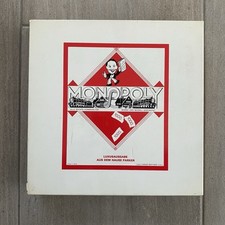 MONOPOLY
LUXUSAUSGABE
AUS DEM HAUSE PARKER